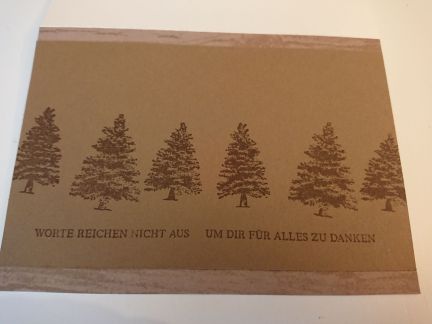 WORTE REICHEN NICHT AUS UM DIR FÜR ALLES ZU DANKEN